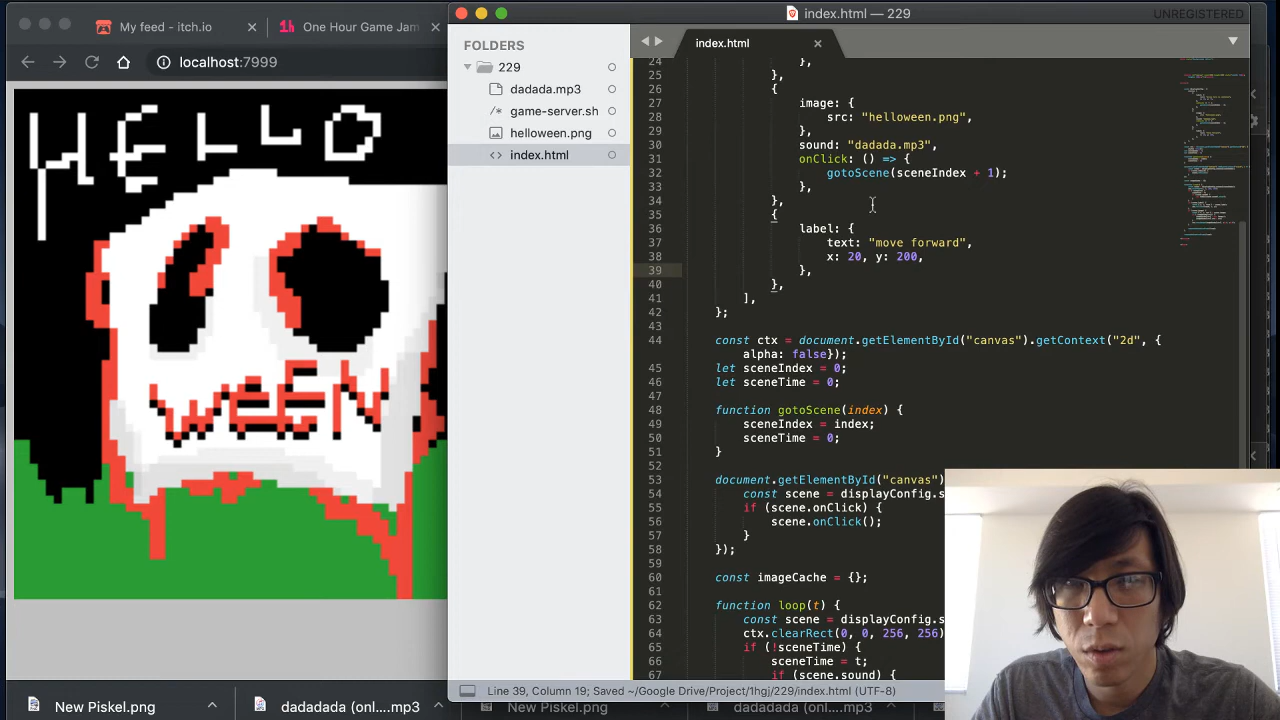 My feed - itch.io
One Hour Game Jam
localhost:7999
HELLO
WEEN
index.html — 229
UNREGISTERED
FOLDERS
229
dadada.mp3
game-server.sh
helloween.png
index.html
index.html
24 },
25 },
26 {
27 image: {
28 src: "helloween.png",
29 },
30 sound: "dadada.mp3",
31 onClick: () => {
32 gotoScene(sceneIndex + 1);
33 },
34 },
35 {
36 label: {
37 text: "move forward",
38 x: 20, y: 200,
39 },
40 },
41 ],
42 };
43
44 const ctx = document.getElementById("canvas").getContext("2d", {
alpha: false});
45 let sceneIndex = 0;
46 let sceneTime = 0;
47
48 function gotoScene(index) {
49 sceneIndex = index;
50 sceneTime = 0;
51 }
52
53 document.getElementById("canvas")
54 const scene = displayConfig.s
55 if (scene.onClick) {
56 scene.onClick();
57 }
58 });
59
60 const imageCache = {};
61
62 function loop(t) {
63 const scene = displayConfig.s
64 ctx.clearRect(0, 0, 256, 256)
65 if (!sceneTime) {
66 sceneTime = t;
67 if (scene.sound) {
Line 39, Column 19; Saved ~/Google Drive/Project/1hgj/229/index.html (UTF-8)
New Piskel.png
dadadada (onl....mp3
New Piskel.png
dadadada (onl....mp3